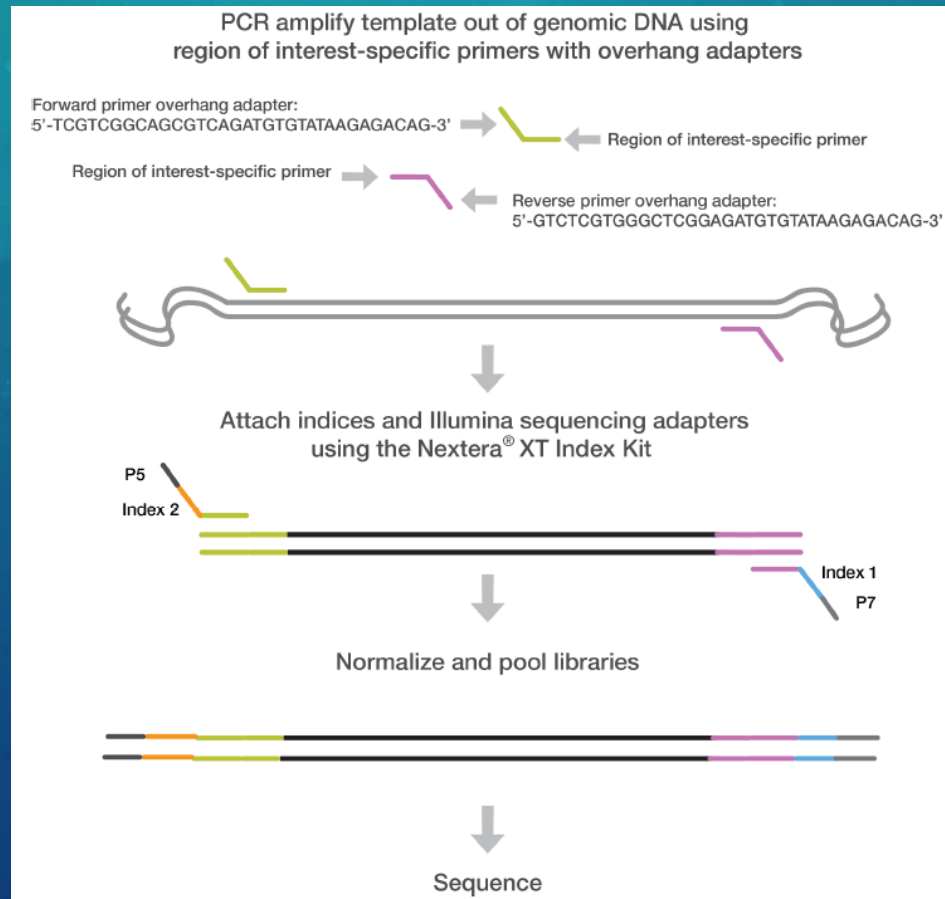 PCR amplify template out of genomic DNA using
region of interest-specific primers with overhang adapters
Forward primer overhang adapter:
5’-TCGTCGGCAGCGTCAGATGTGTATAAGAGACAG-3’
Region of interest-specific primer
Region of interest-specific primer
Reverse primer overhang adapter:
5’-GTCTCGTGGGCTCGGAGATGTGTATAAGAGACAG-3’
Attach indices and Illumina sequencing adapters
using the Nextera® XT Index Kit
P5
Index 2
Index 1
P7
Normalize and pool libraries
Sequence